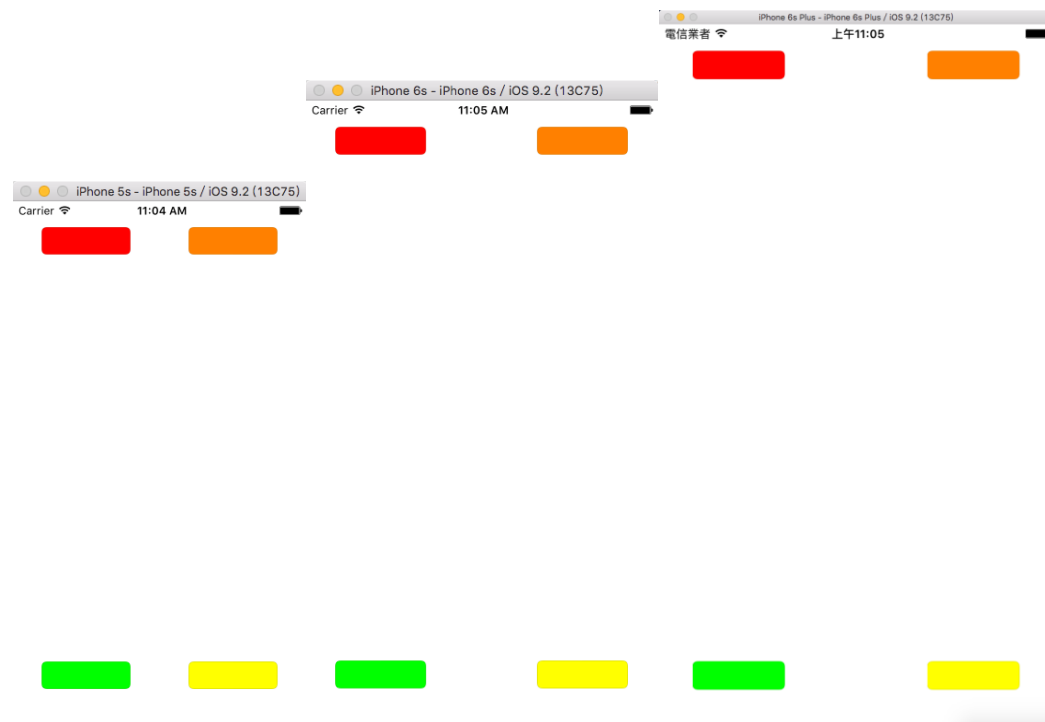 iPhone 6s Plus - iPhone 6s Plus / iOS 9.2 (13C75)
電信業者 上午11:05
iPhone 6s - iPhone 6s / iOS 9.2 (13C75)
Carrier 11:05 AM
iPhone 5s - iPhone 5s / iOS 9.2 (13C75)
Carrier 11:04 AM